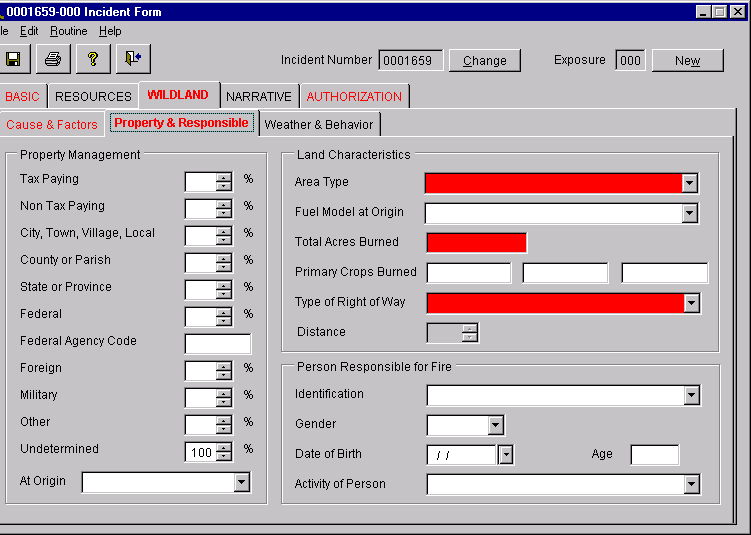 0001659-000 Incident Form
le Edit Routine Help
Incident Number 0001659 Change Exposure 000 New
BASIC RESOURCES WILDLAND NARRATIVE AUTHORIZATION
Cause & Factors Property & Responsible Weather & Behavior
Property Management
Tax Paying %
Non Tax Paying %
City, Town, Village, Local %
County or Parish %
State or Province %
Federal %
Federal Agency Code
Foreign %
Military %
Other %
Undetermined 100 %
At Origin
Land Characteristics
Area Type
Fuel Model at Origin
Total Acres Burned
Primary Crops Burned
Type of Right of Way
Distance
Person Responsible for Fire
Identification
Gender
Date of Birth / / Age
Activity of Person